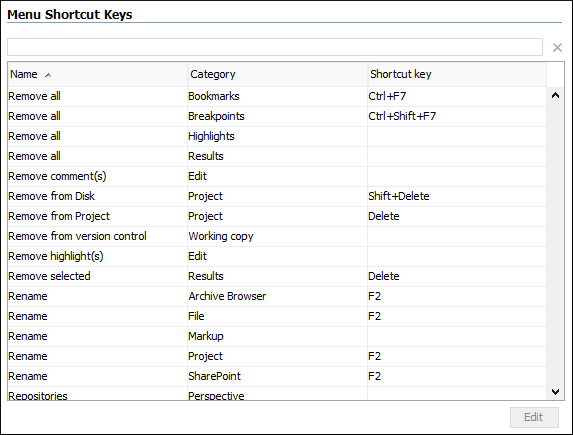 Menu Shortcut Keys
Name Category Shortcut key
Remove all Bookmarks Ctrl+F7
Remove all Breakpoints Ctrl+Shift+F7
Remove all Highlights
Remove all Results
Remove comment(s) Edit
Remove from Disk Project Shift+Delete
Remove from Project Project Delete
Remove from version control Working copy
Remove highlight(s) Edit
Remove selected Results Delete
Rename Archive Browser F2
Rename File F2
Rename Markup
Rename Project F2
Rename SharePoint F2
Repositories Perspective
Edit